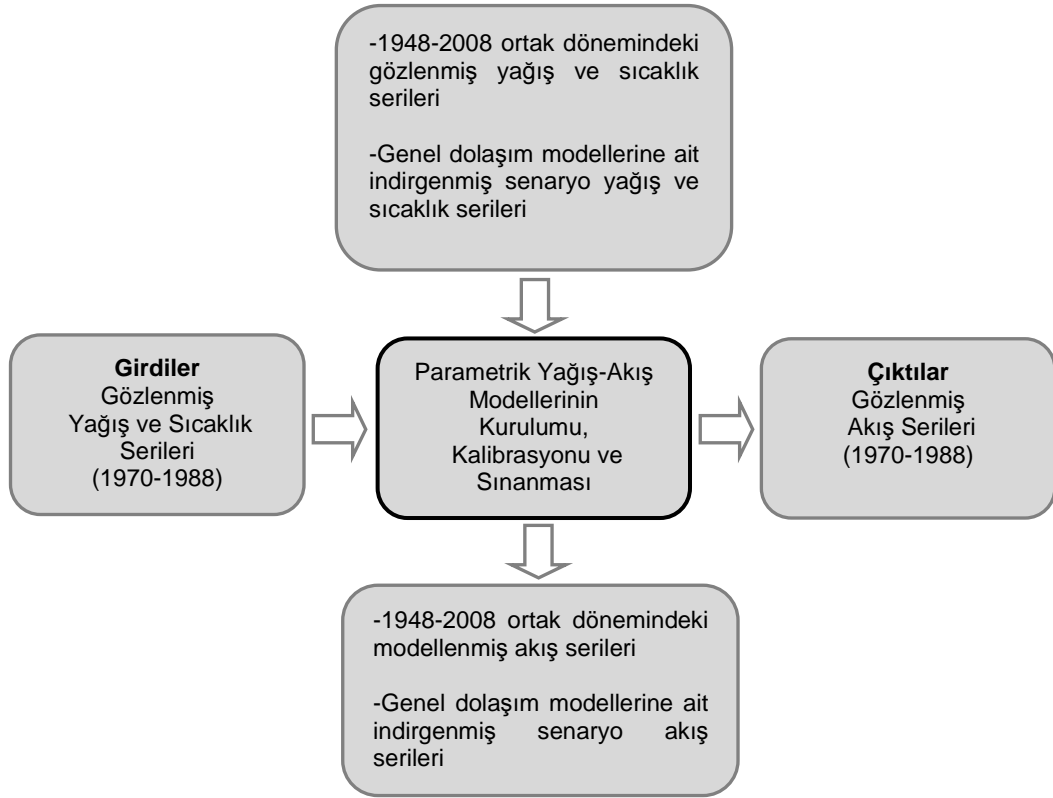 -1948-2008 ortak dönemindeki
gözlenmiş yağış ve sıcaklık
serileri
-Genel dolaşım modellerine ait
indirgenmiş senaryo yağış ve
sıcaklık serileri
Girdiler
Gözlenmiş
Yağış ve Sıcaklık
Serileri
(1970-1988)
Parametrik Yağış-Akış
Modellerinin
Kurulumu,
Kalibrasyonu ve
Sınanması
Çıktılar
Gözlenmiş
Akış Serileri
(1970-1988)
-1948-2008 ortak dönemindeki
modellenmiş akış serileri
-Genel dolaşım modellerine ait
indirgenmiş senaryo akış
serileri